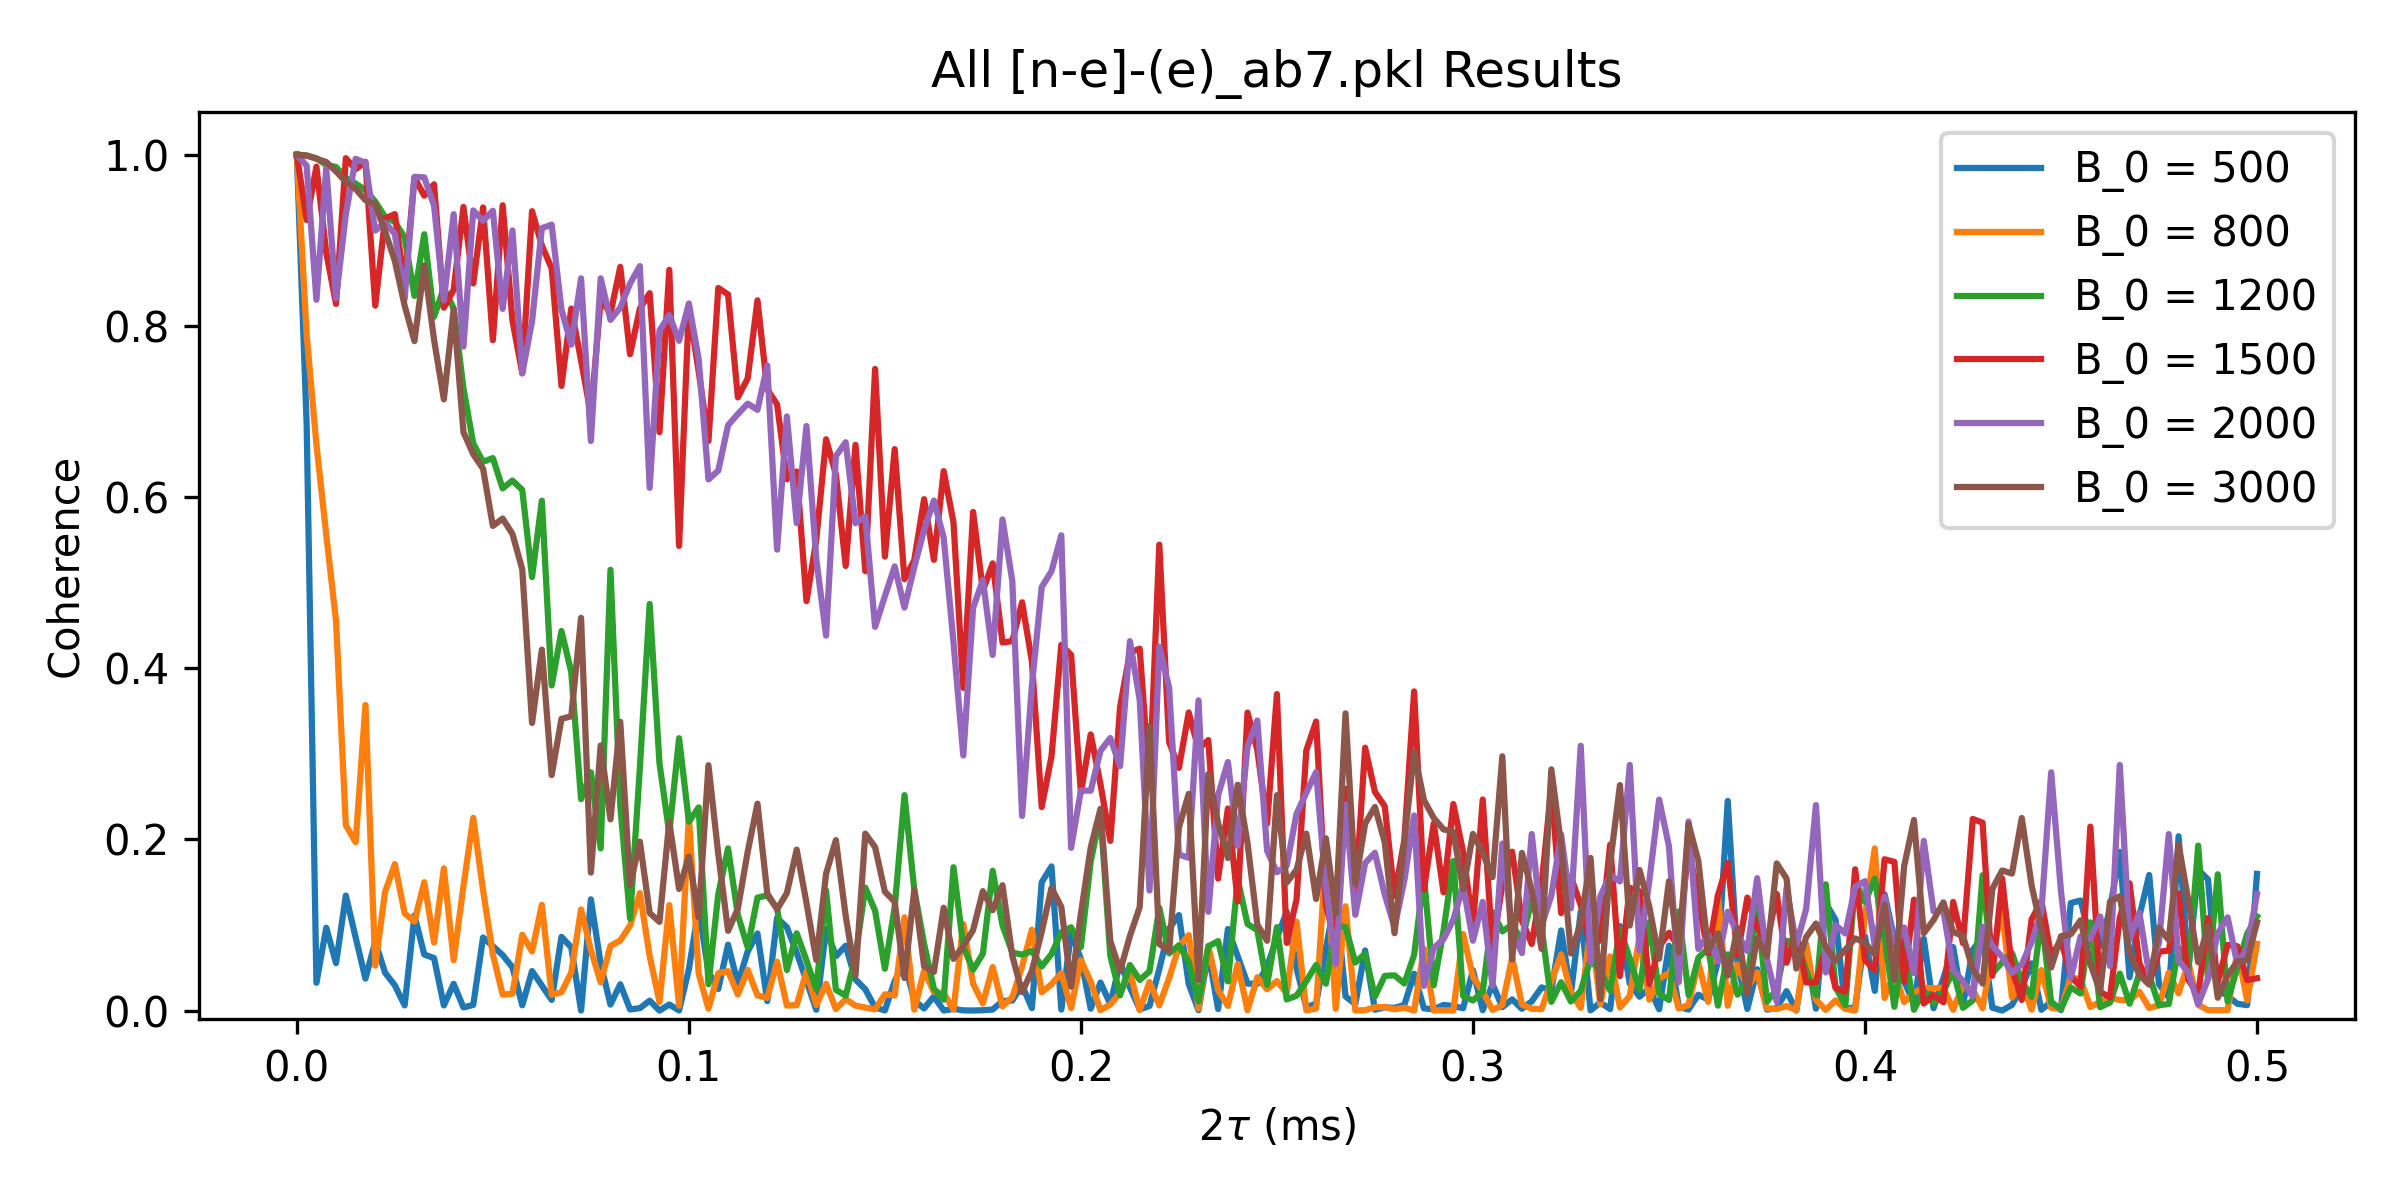 All [n-e]-(e)_ab7.pkl Results
B_0 = 500
B_0 = 800
B_0 = 1200
B_0 = 1500
B_0 = 2000
B_0 = 3000
Coherence
1.0
0.8
0.6
0.4
0.2
0.0
0.0 0.1 0.2 0.3 0.4 0.5
2τ (ms)